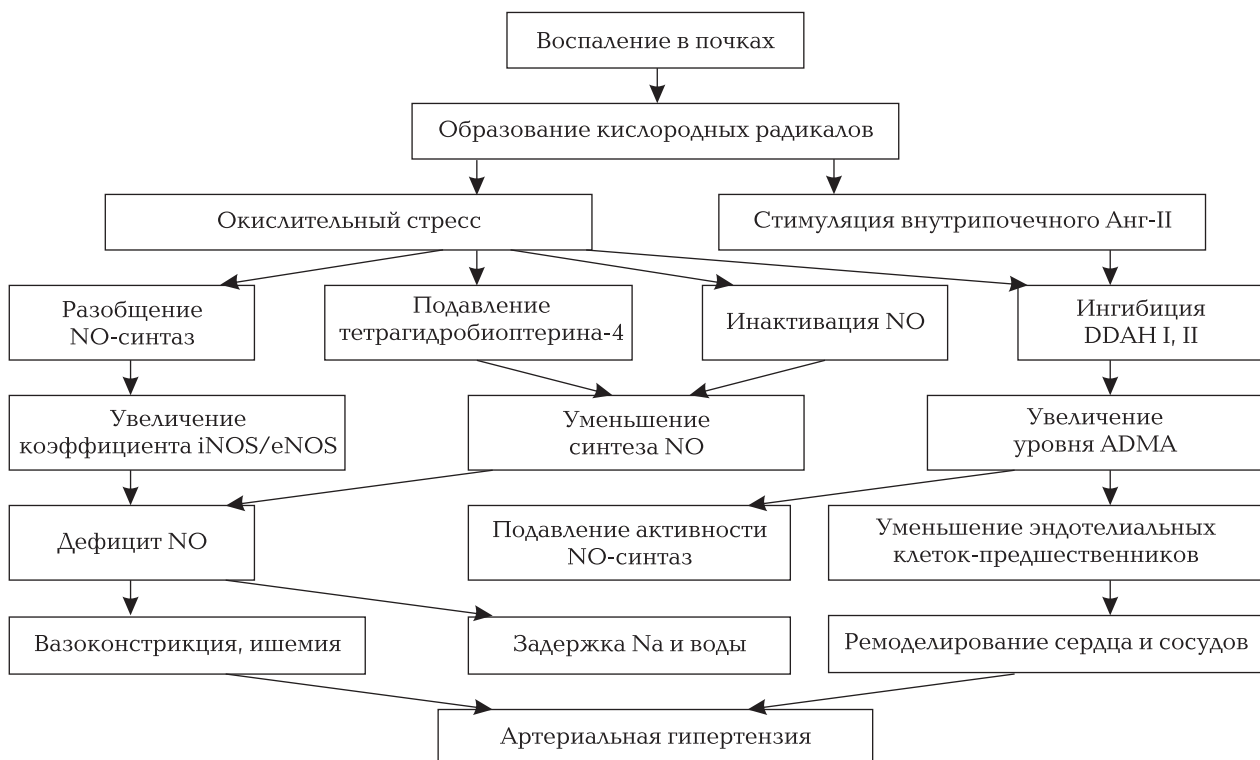 Воспаление в почках
Образование кислородных радикалов
Окислительный стресс
Стимуляция внутрипочечного Анг-II
Разобщение
NO-синтаз
Подавление
тетрагидробиоптерина-4
Инактивация NO
Ингибиция
DDAH I, II
Увеличение
коэффициента iNOS/eNOS
Уменьшение
синтеза NO
Увеличение
уровня ADMA
Дефицит NO
Подавление активности
NO-синтаз
Уменьшение эндотелиальных
клеток-предшественников
Вазоконстрикция, ишемия
Задержка Na и воды
Ремоделирование сердца и сосудов
Артериальная гипертензия